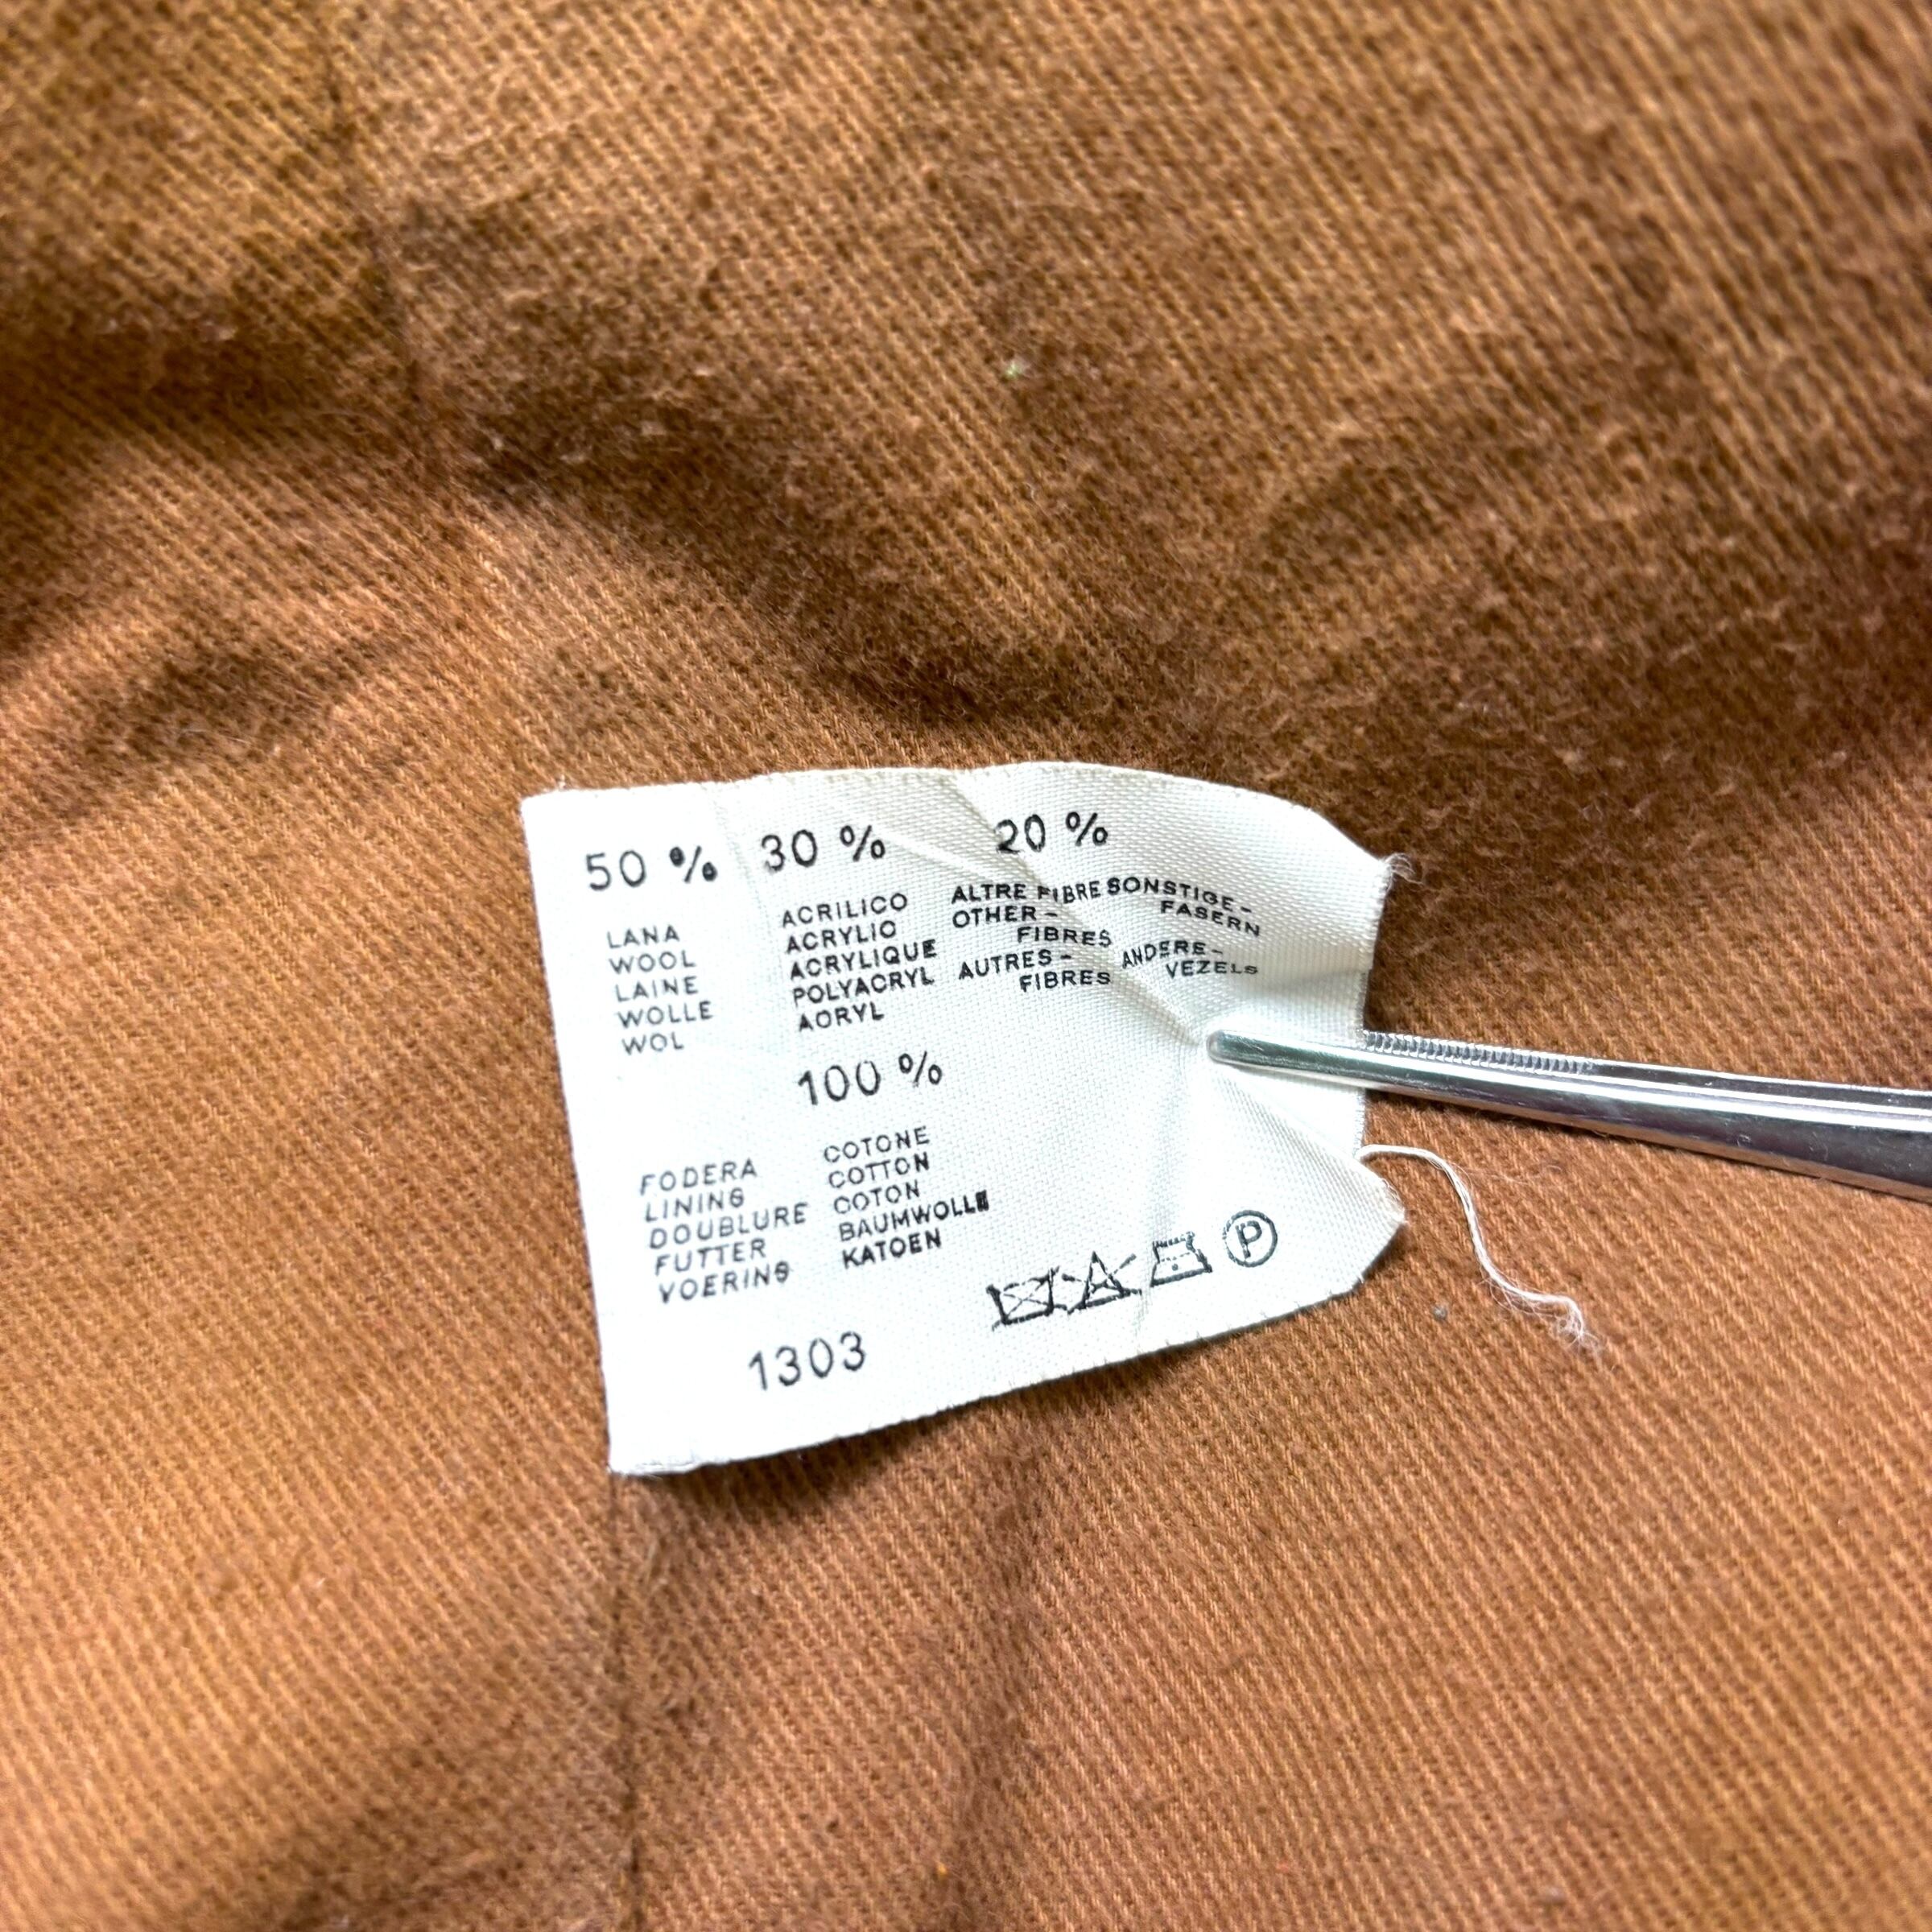 50 % 30 % 20 %
LANA
WOOL
LAINE
WOLLE
WOL
ACRILICO
ACRYLIC
ACRYLIQUE
POLYACRYL
ACRYL
ALTRE FIBRE
OTHER-
FIBRES
AUTRES-
FIBRES
SONSTIGE-
FASERN
ANDERE-
VEZELS
100 %
FODERA
LINING
DOUBLURE
FUTTER
VOERING
COTONE
COTTON
COTON
BAUMWOLLE
KATOEN
P
1303